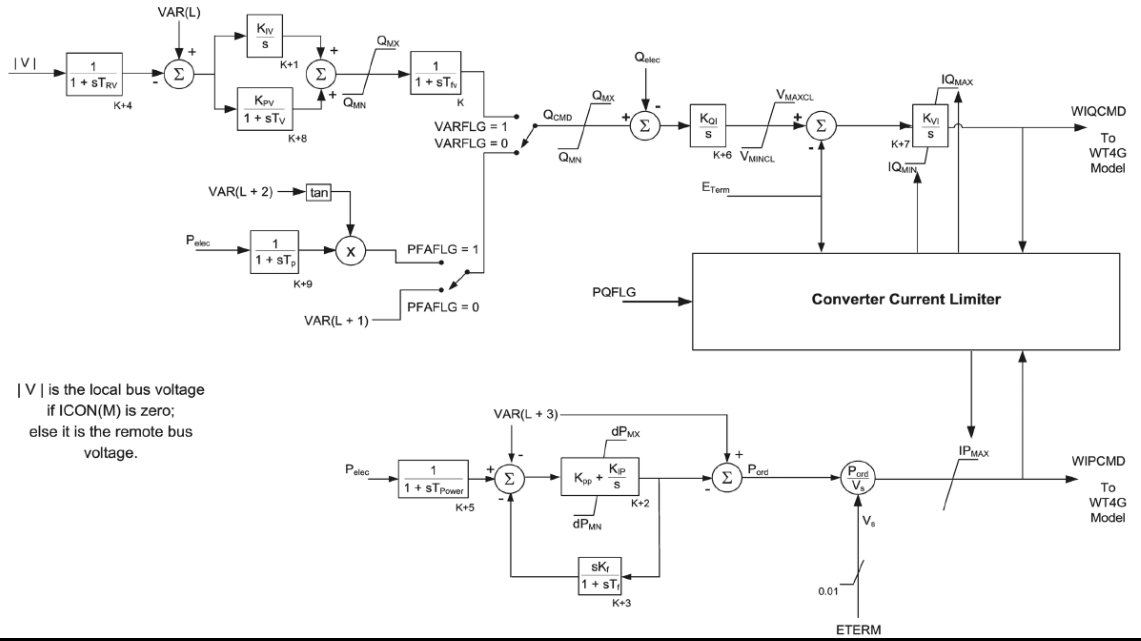 VAR(L)
| V |
1
1 + sT_RV
K+4
-
+
Σ
K_IV
s
K+1
K_PV
1 + sT_V
K+8
+
+
Σ
Q_MX
Q_MN
1
1 + sT_fv
K
VARFLG = 1
VARFLG = 0
Q_CMD
Q_MX
Q_MN
Q_elec
+
-
Σ
K_QI
s
K+6
V_MAXCL
V_MINCL
+
-
Σ
K_VI
s
K+7
IQ_MAX
IQ_MIN
WIQCMD
To
WT4G
Model
E_Term
VAR(L + 2)
tan
P_elec
1
1 + sT_p
K+9
X
PFAFLG = 1
PFAFLG = 0
VAR(L + 1)
PQFLG
Converter Current Limiter
| V | is the local bus voltage
if ICON(M) is zero;
else it is the remote bus
voltage.
VAR(L + 3)
P_elec
1
1 + sT_Power
K+5
+
-
-
Σ
dP_MX
K_pp + K_IP
s
K+2
dP_MN
sK_f
1 + sT_f
K+3
+
-
Σ
P_ord
P_ord
V_s
V_s
0.01
ETERM
IP_MAX
WIPCMD
To
WT4G
Model